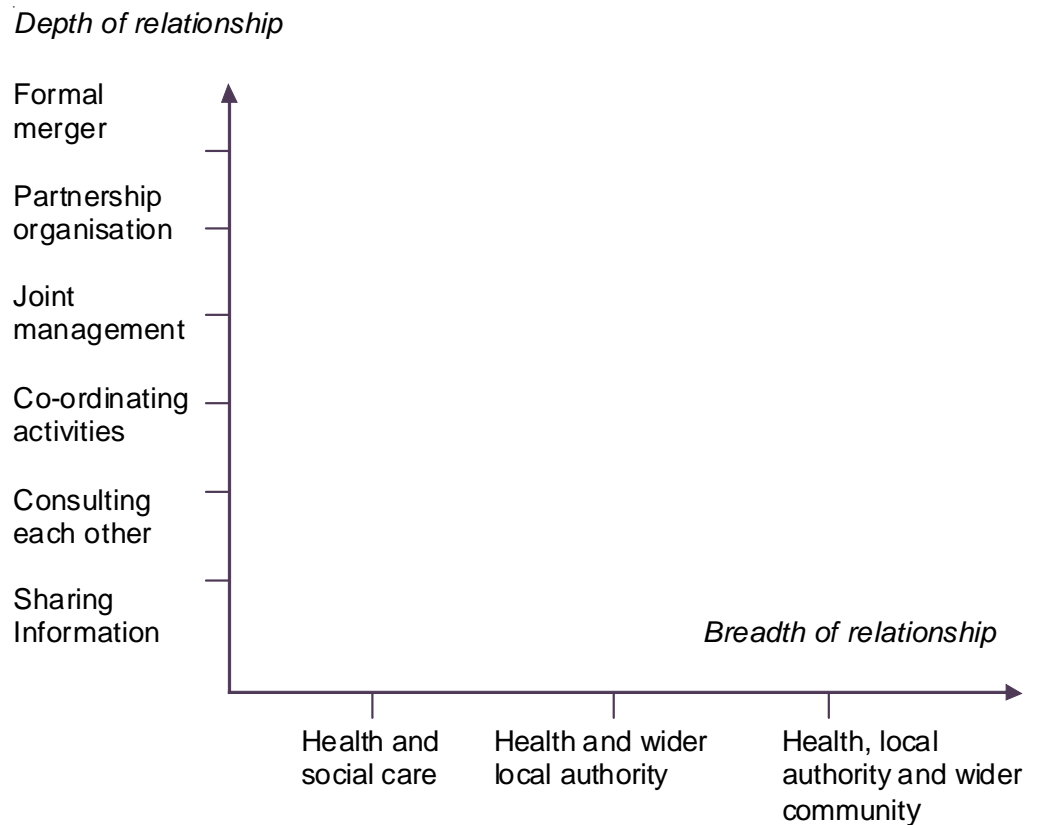 Depth of relationship
Formal
merger
Partnership
organisation
Joint
management
Co-ordinating
activities
Consulting
each other
Sharing
Information
Breadth of relationship
Health and
social care
Health and wider
local authority
Health, local
authority and wider
community